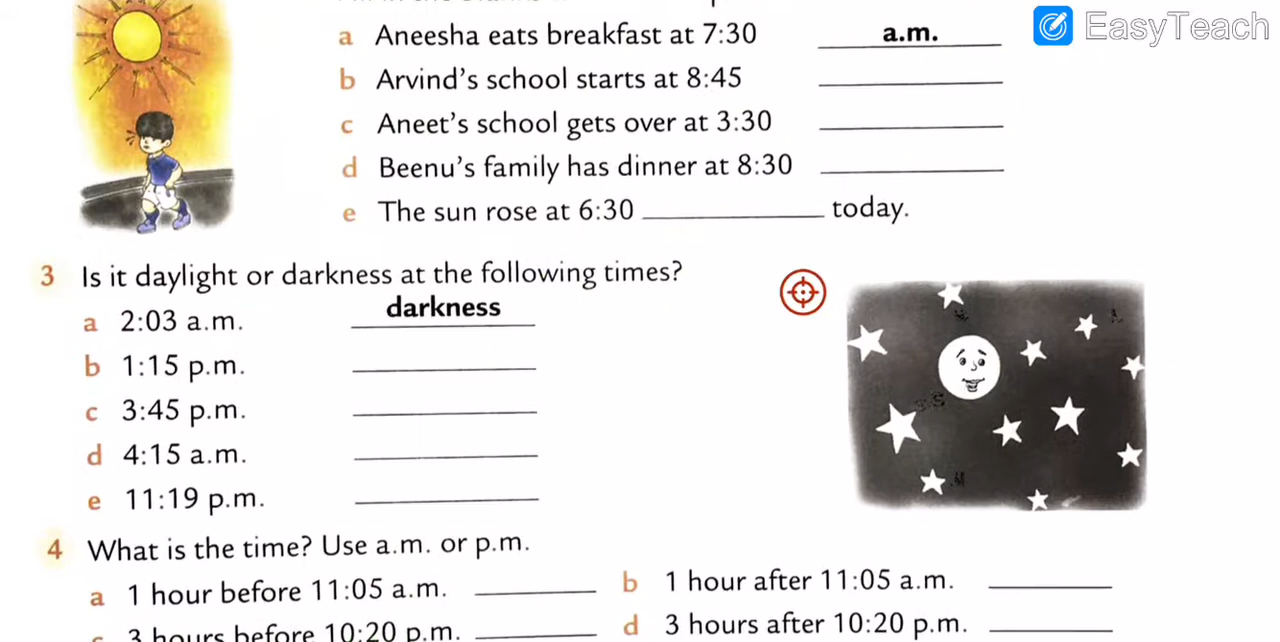 a Aneesha eats breakfast at 7:30 a.m.
EasyTeach
b Arvind's school starts at 8:45
c Aneet's school gets over at 3:30
d Beenu's family has dinner at 8:30
e The sun rose at 6:30 __________ today.
3 Is it daylight or darkness at the following times?
a 2:03 a.m. darkness
b 1:15 p.m.
c 3:45 p.m.
d 4:15 a.m.
e 11:19 p.m.
4 What is the time? Use a.m. or p.m.
a 1 hour before 11:05 a.m. b 1 hour after 11:05 a.m.
3 hours before 10:20 p.m. d 3 hours after 10:20 p.m.